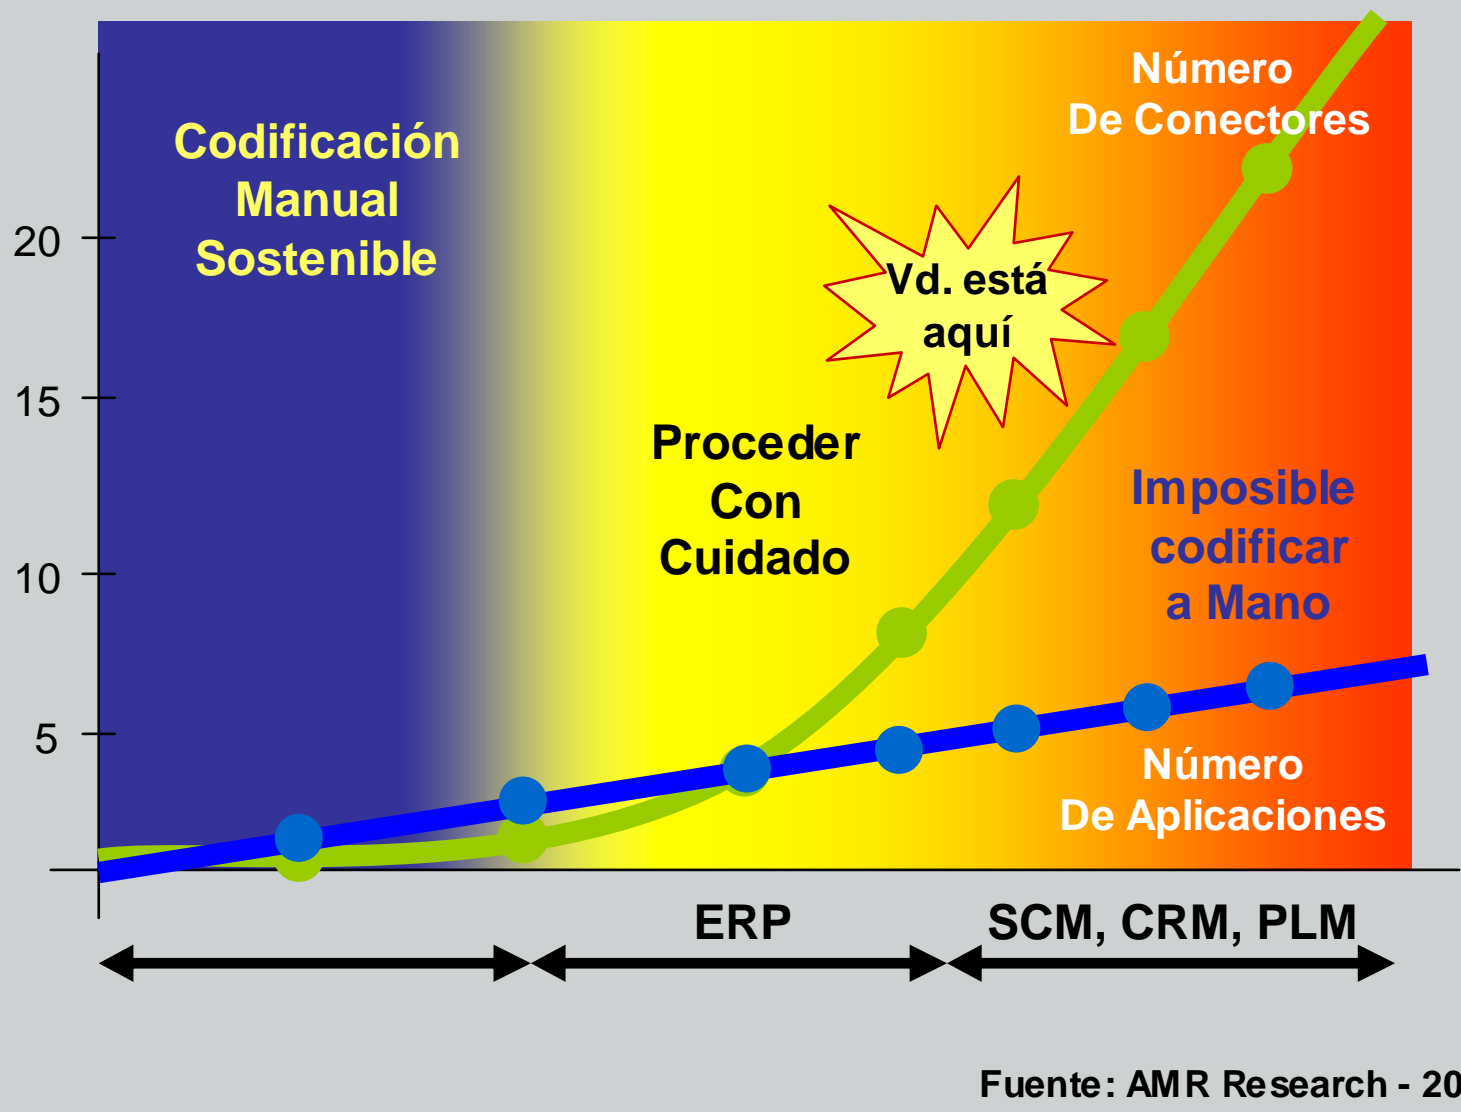 Número
De Conectores
Codificación
Manual
Sostenible
20
Vd. está
aquí
15
Proceder
Con
Cuidado
Imposible
codificar
a Mano
10
5
Número
De Aplicaciones
ERP
SCM, CRM, PLM
Fuente: AMR Research - 20